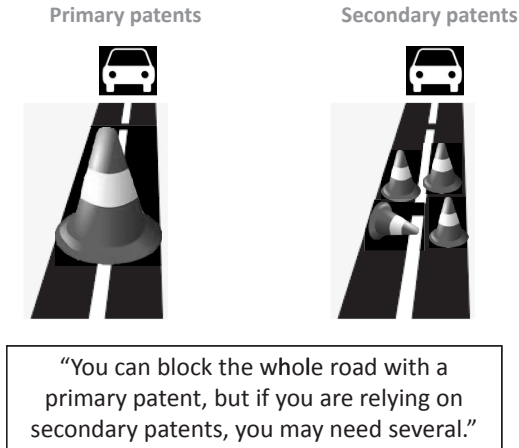 Primary patents
Secondary patents
“You can block the whole road with a
primary patent, but if you are relying on
secondary patents, you may need several.”